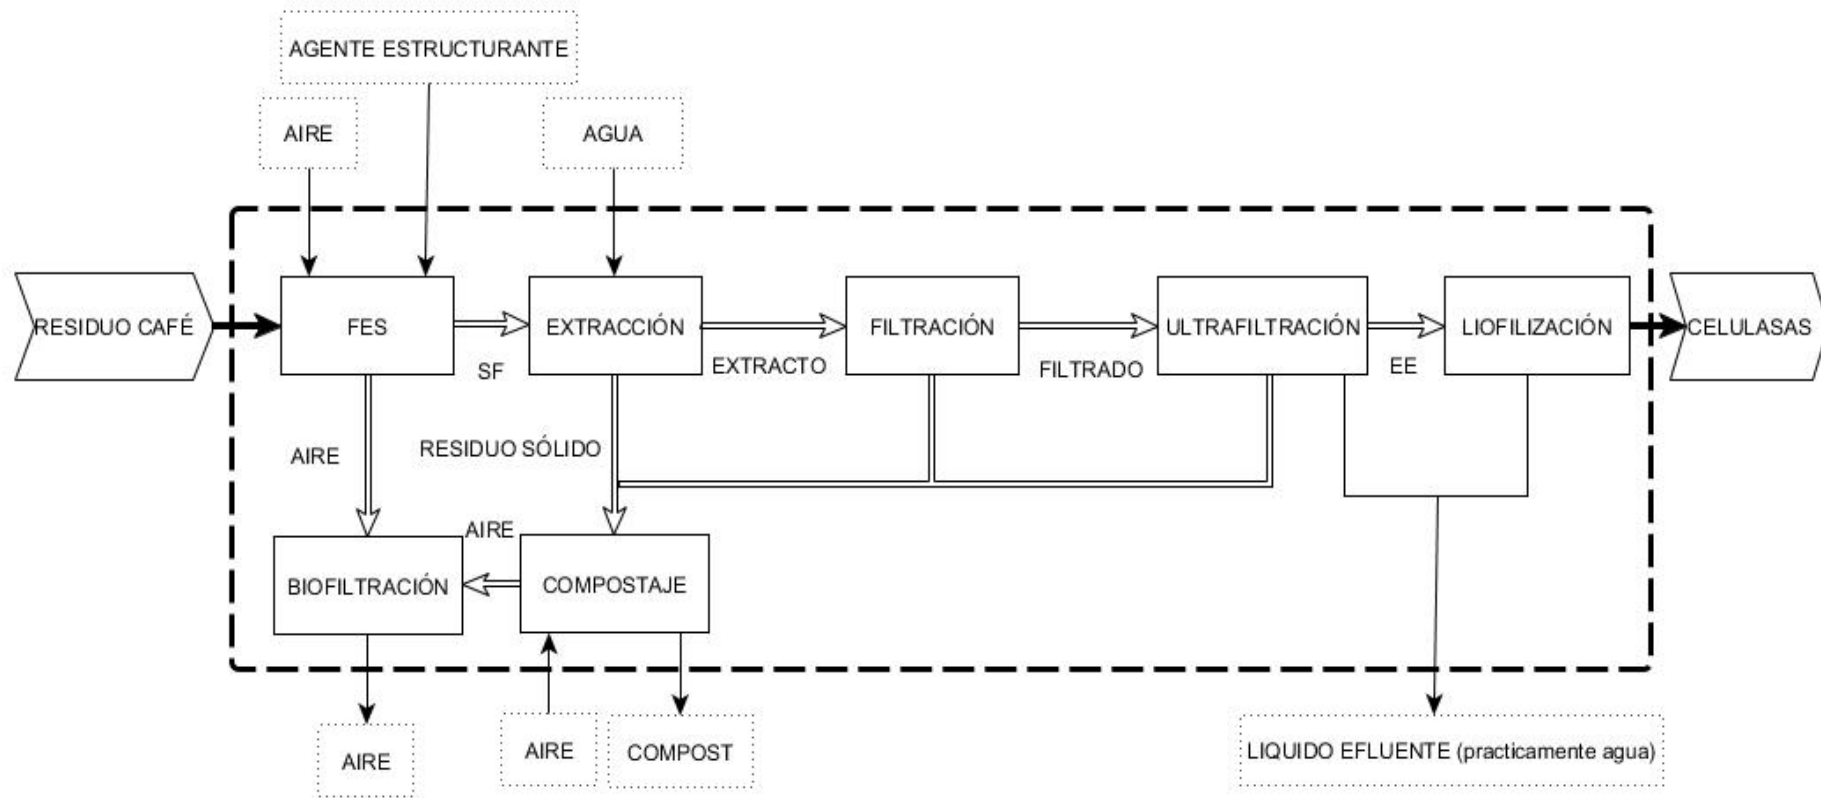 AGENTE ESTRUCTURANTE
AIRE
AGUA
RESIDUO CAFÉ
FES
EXTRACCIÓN
FILTRACIÓN
ULTRAFILTRACIÓN
LIOFILIZACIÓN
CELULASAS
SF
EXTRACTO
FILTRADO
EE
AIRE
RESIDUO SÓLIDO
AIRE
BIOFILTRACIÓN
COMPOSTAJE
AIRE
AIRE
COMPOST
LIQUIDO EFLUENTE (practicamente agua)